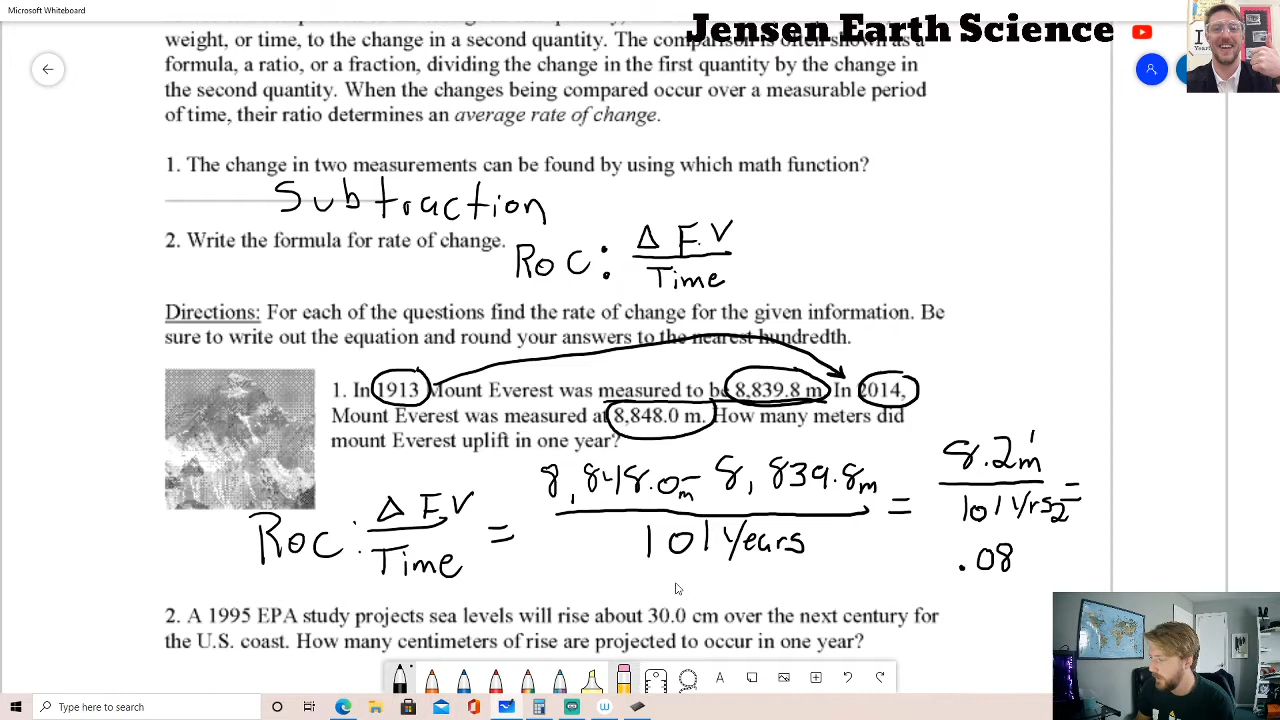 Microsoft Whiteboard
Jensen Earth Science
weight, or time, to the change in a second quantity. The comparison is often shown as a
formula, a ratio, or a fraction, dividing the change in the first quantity by the change in
the second quantity. When the changes being compared occur over a measurable period
of time, their ratio determines an average rate of change.
1. The change in two measurements can be found by using which math function?
Subtraction
2. Write the formula for rate of change.
RoC: Δ F.V
Time
Directions: For each of the questions find the rate of change for the given information. Be
sure to write out the equation and round your answers to the nearest hundredth.
1. In 1913 Mount Everest was measured to be 8,839.8 m. In 2014,
Mount Everest was measured at 8,848.0 m. How many meters did
mount Everest uplift in one year?
RoC: Δ F.V = 8,848.0m - 8,839.8m = 8.2m =
Time 101 Years 101 Yrs
.08
2. A 1995 EPA study projects sea levels will rise about 30.0 cm over the next century for
the U.S. coast. How many centimeters of rise are projected to occur in one year?
Type here to search